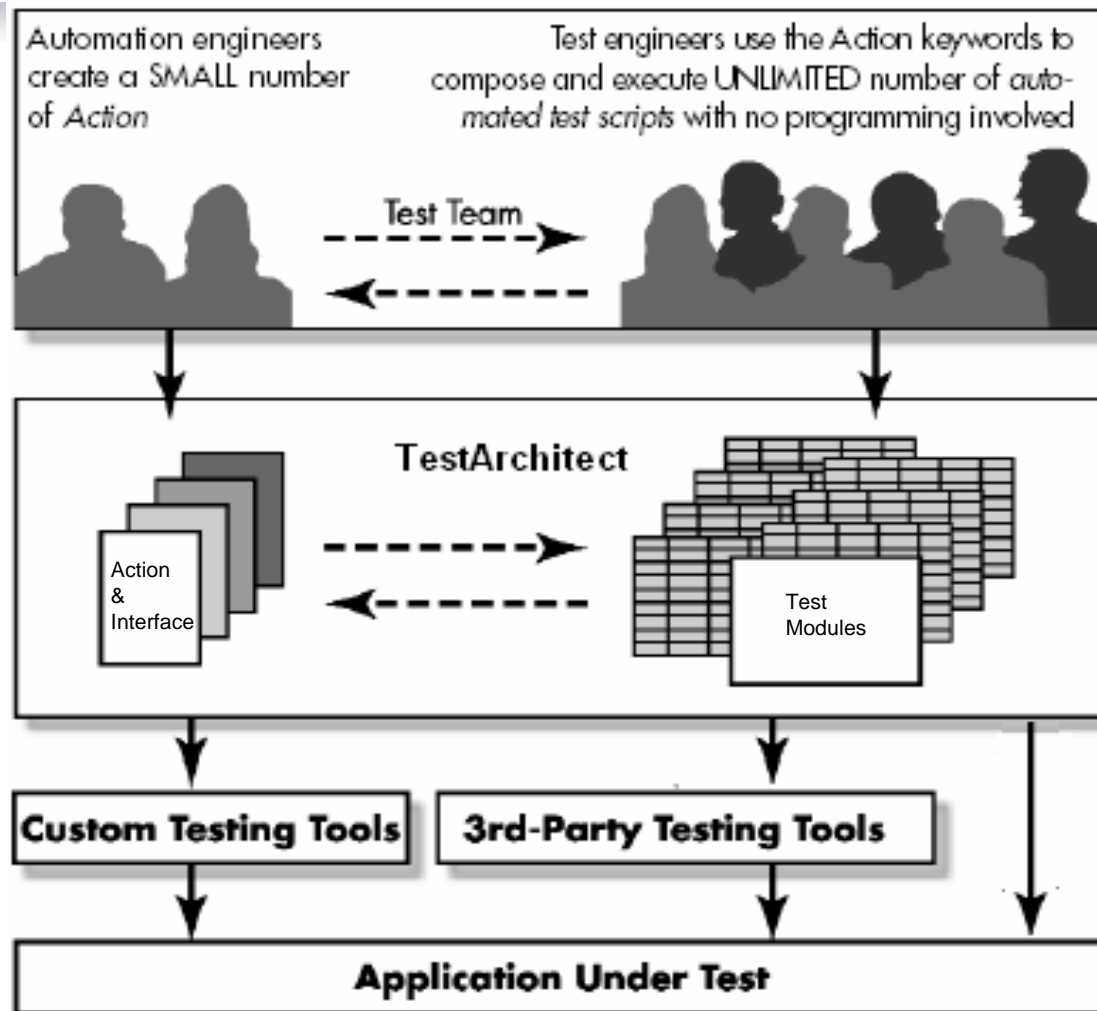 Automation engineers
create a SMALL number
of Action
Test engineers use the Action keywords to
compose and execute UNLIMITED number of auto-
mated test scripts with no programming involved
Test Team
TestArchitect
Action
&
Interface
Test
Modules
Custom Testing Tools
3rd-Party Testing Tools
Application Under Test